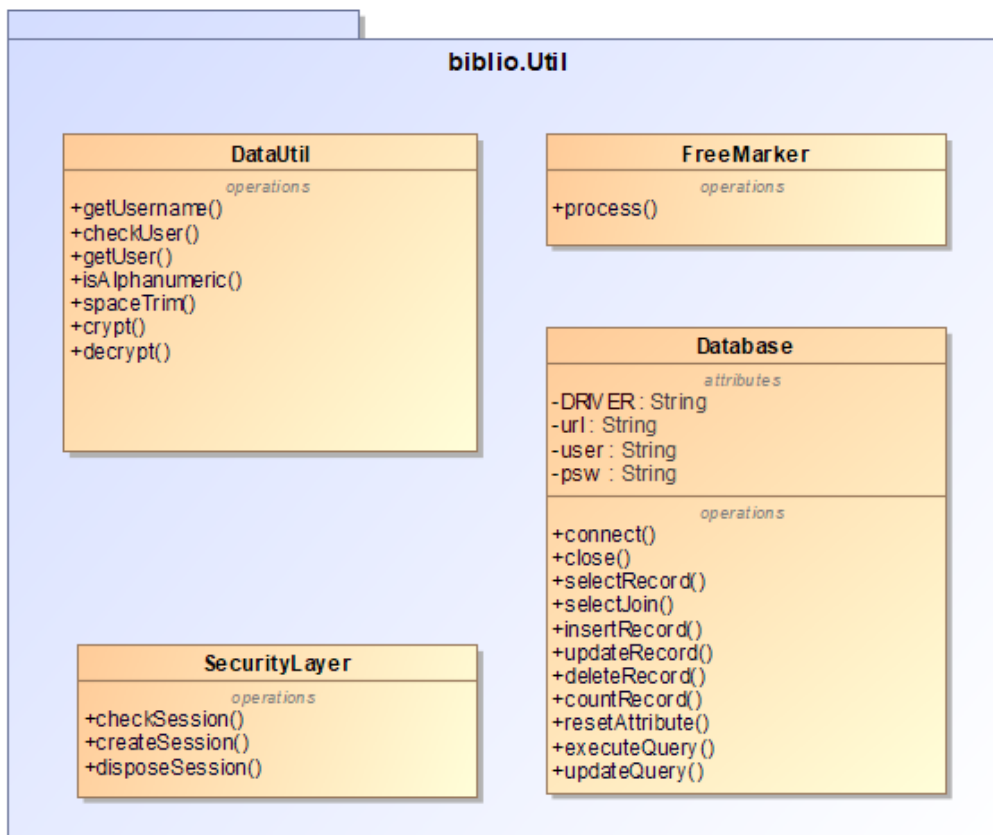 biblio.Util
DataUtil
operations
+getUsername()
+checkUser()
+getUser()
+isAlphanumeric()
+spaceTrim()
+crypt()
+decrypt()
FreeMarker
operations
+process()
Database
attributes
-DRIVER : String
-url : String
-user : String
-psw : String
operations
+connect()
+close()
+selectRecord()
+selectJoin()
+insertRecord()
+updateRecord()
+deleteRecord()
+countRecord()
+resetAttribute()
+executeQuery()
+updateQuery()
SecurityLayer
operations
+checkSession()
+createSession()
+disposeSession()